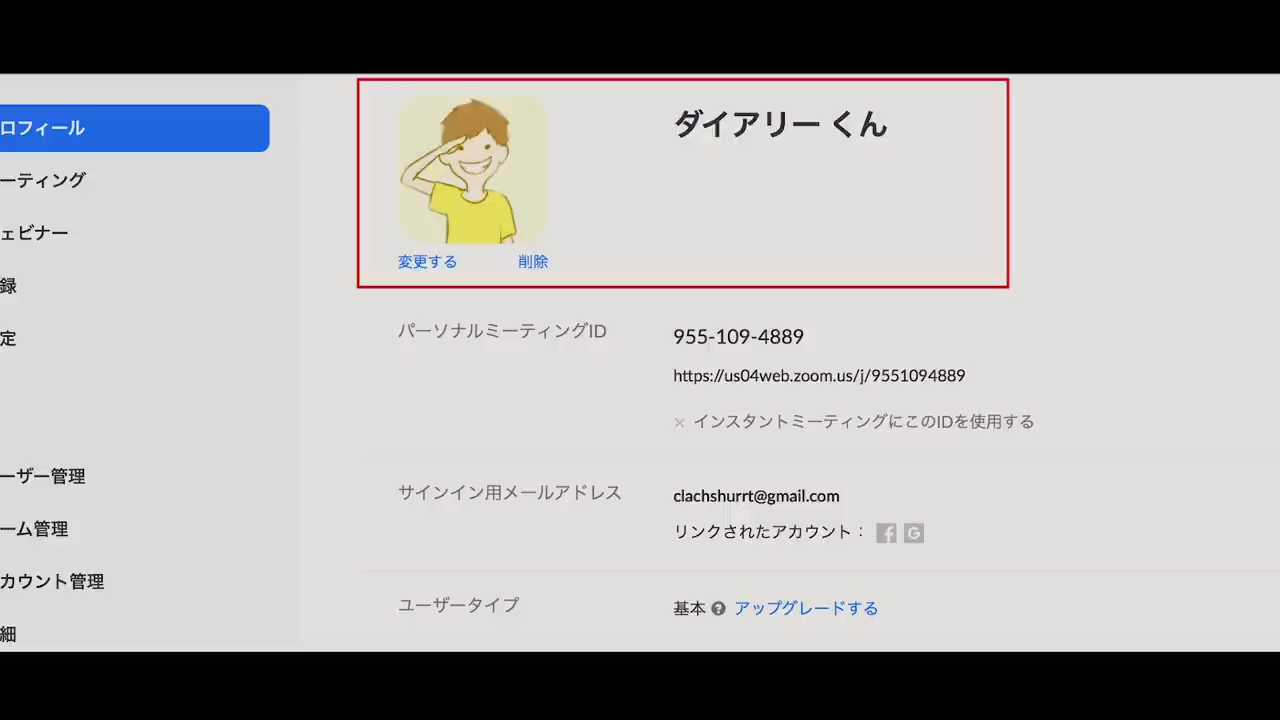 ロフィール
ーティング
ェビナー
録
定
ーザー管理
ーム管理
カウント管理
細
ダイアリー くん
変更する 削除
パーソナルミーティングID
955-109-4889
https://us04web.zoom.us/j/9551094889
× インスタントミーティングにこのIDを使用する
サインイン用メールアドレス
clachshurrt@gmail.com
リンクされたアカウント：
ユーザータイプ
基本 ? アップグレードする